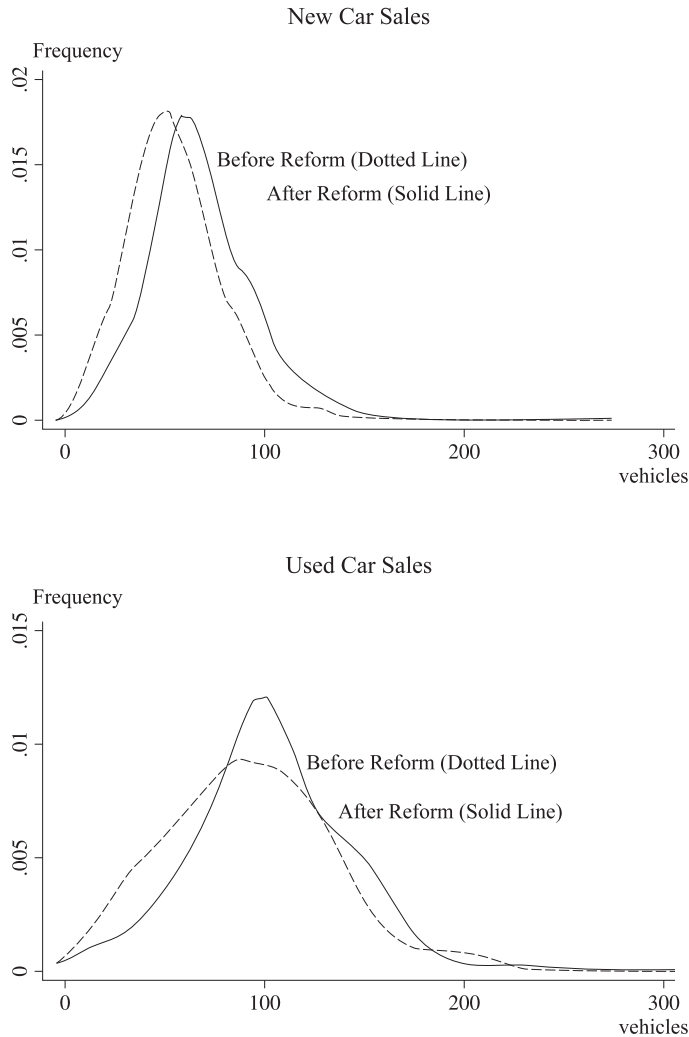 New Car Sales
Frequency
.02
.015
.01
.005
0
Before Reform (Dotted Line)
After Reform (Solid Line)
0 100 200 300
vehicles
Used Car Sales
Frequency
.015
.01
.005
0
Before Reform (Dotted Line)
After Reform (Solid Line)
0 100 200 300
vehicles